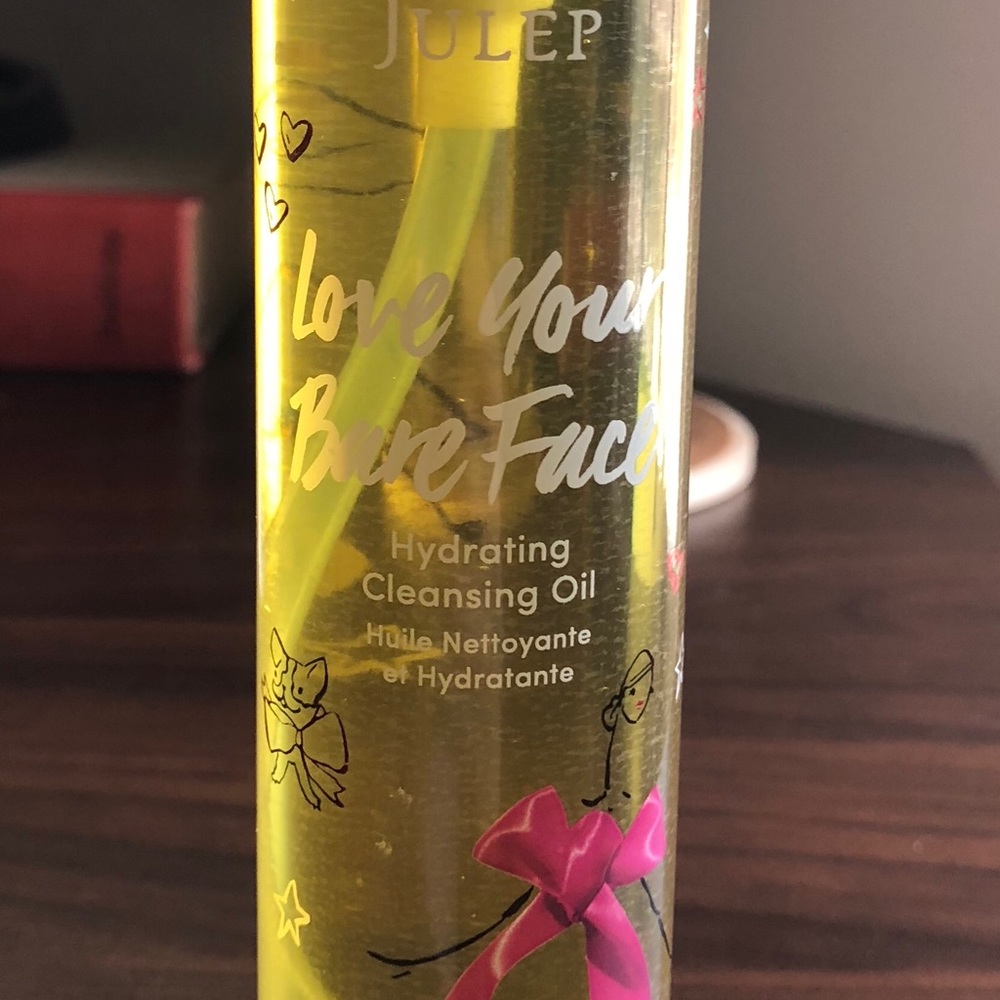 JULEP
Love Your
Bare Face
Hydrating
Cleansing Oil
Huile Nettoyante
et Hydratante